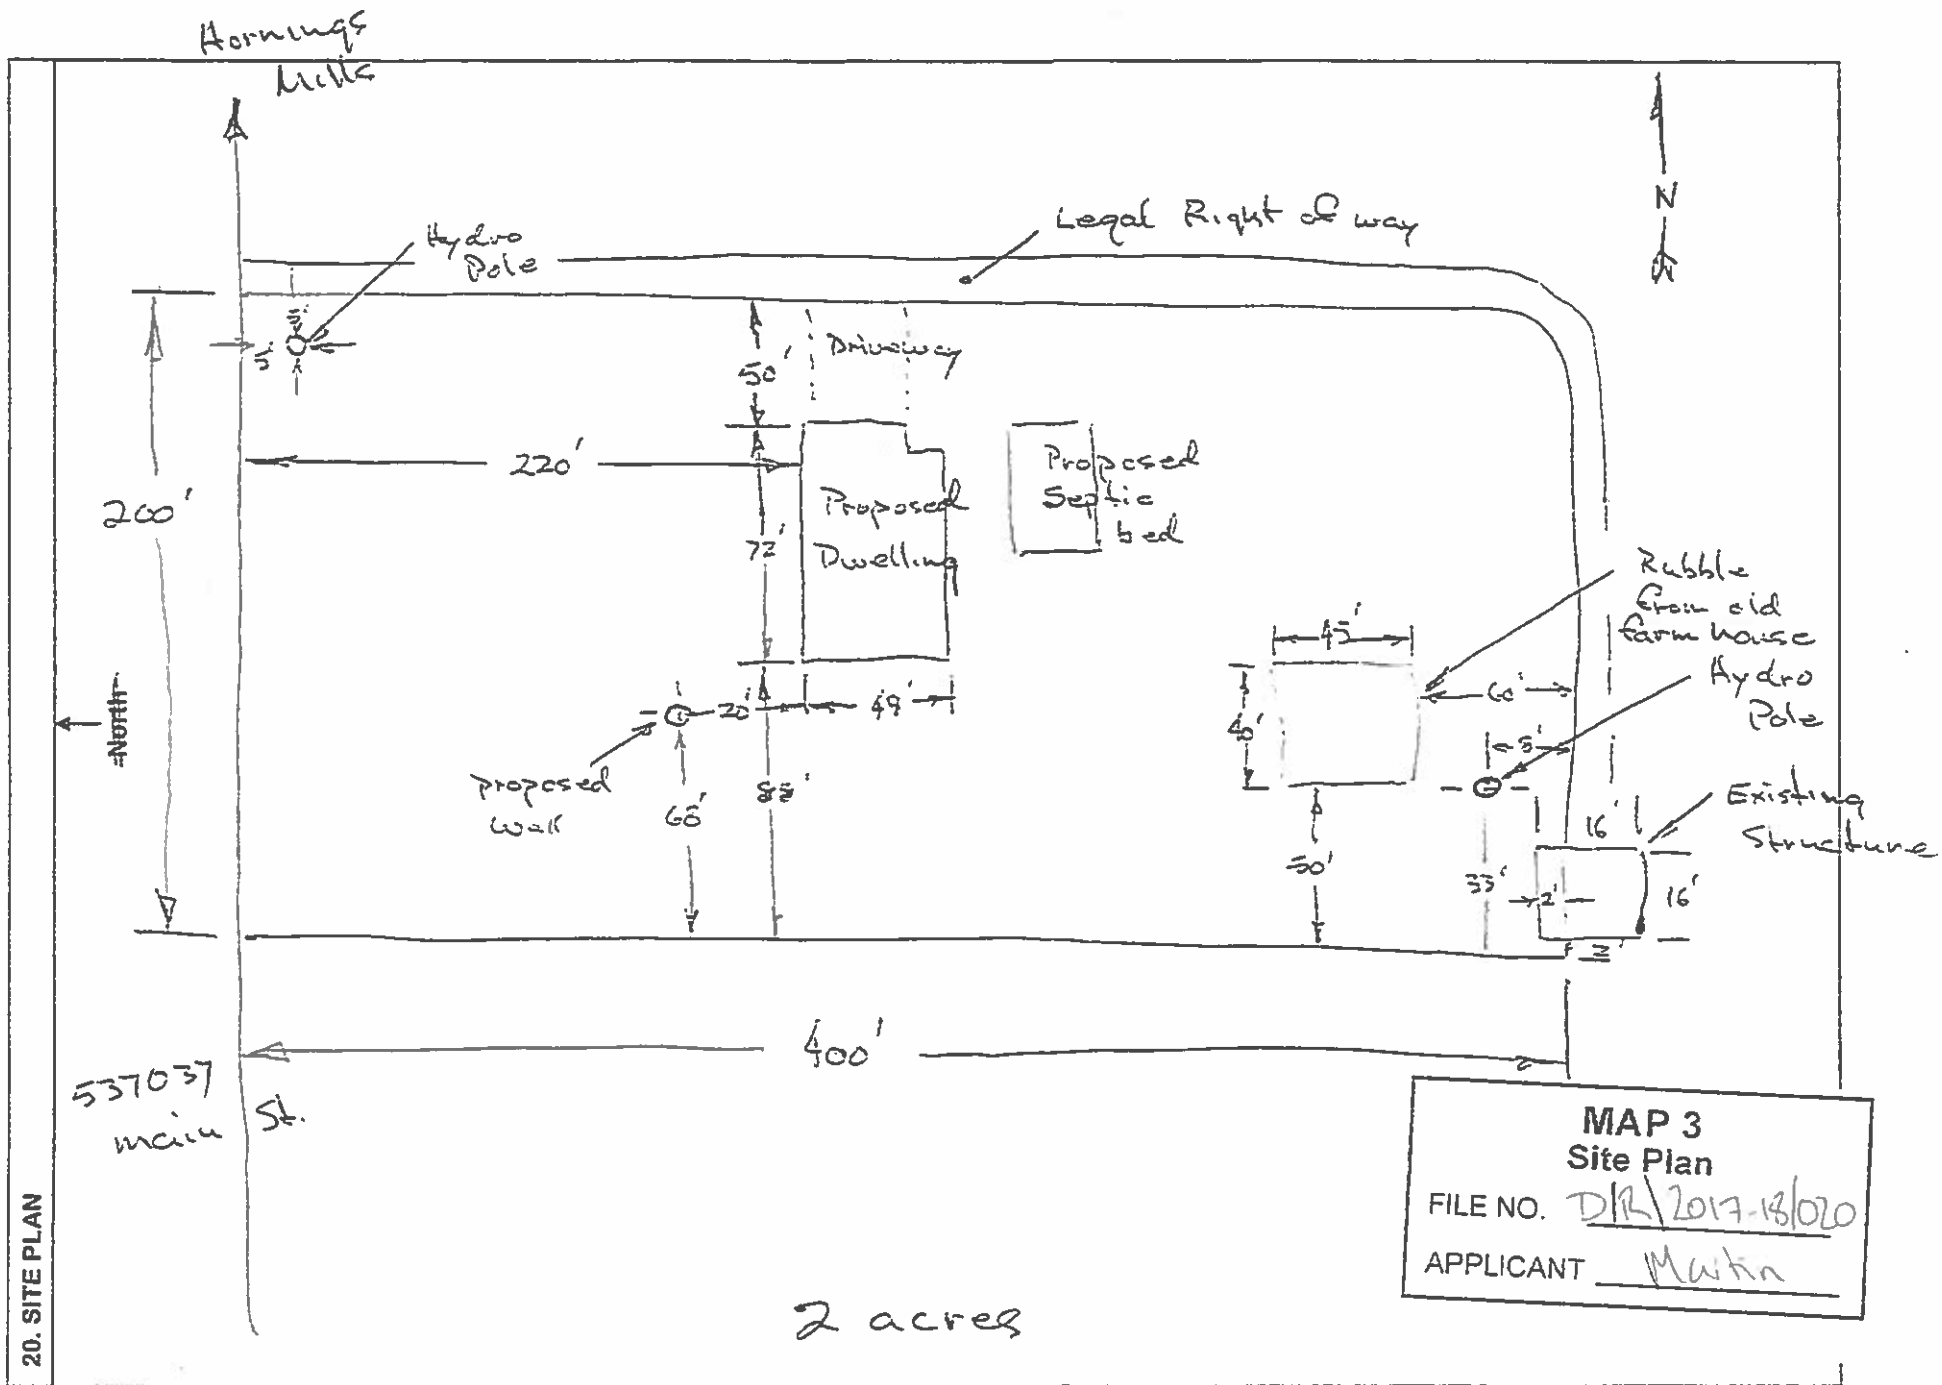 Hornings
Mills
N
Legal Right of way
Hydro
Pole
5'
5'
Driveway
50'
220'
200'
Proposed
Dwelling
72'
Proposed
Septic
bed
Rubble
from old
farm house
45'
40'
60'
Hydro
Pole
5'
North
20'
49'
proposed
well
60'
Existing
Structure
16'
50'
33'
2'
16'
2'
400'
537037
main St.
MAP 3
Site Plan
FILE NO. D/R/2017-18/020
APPLICANT Martin
2 acres
20. SITE PLAN